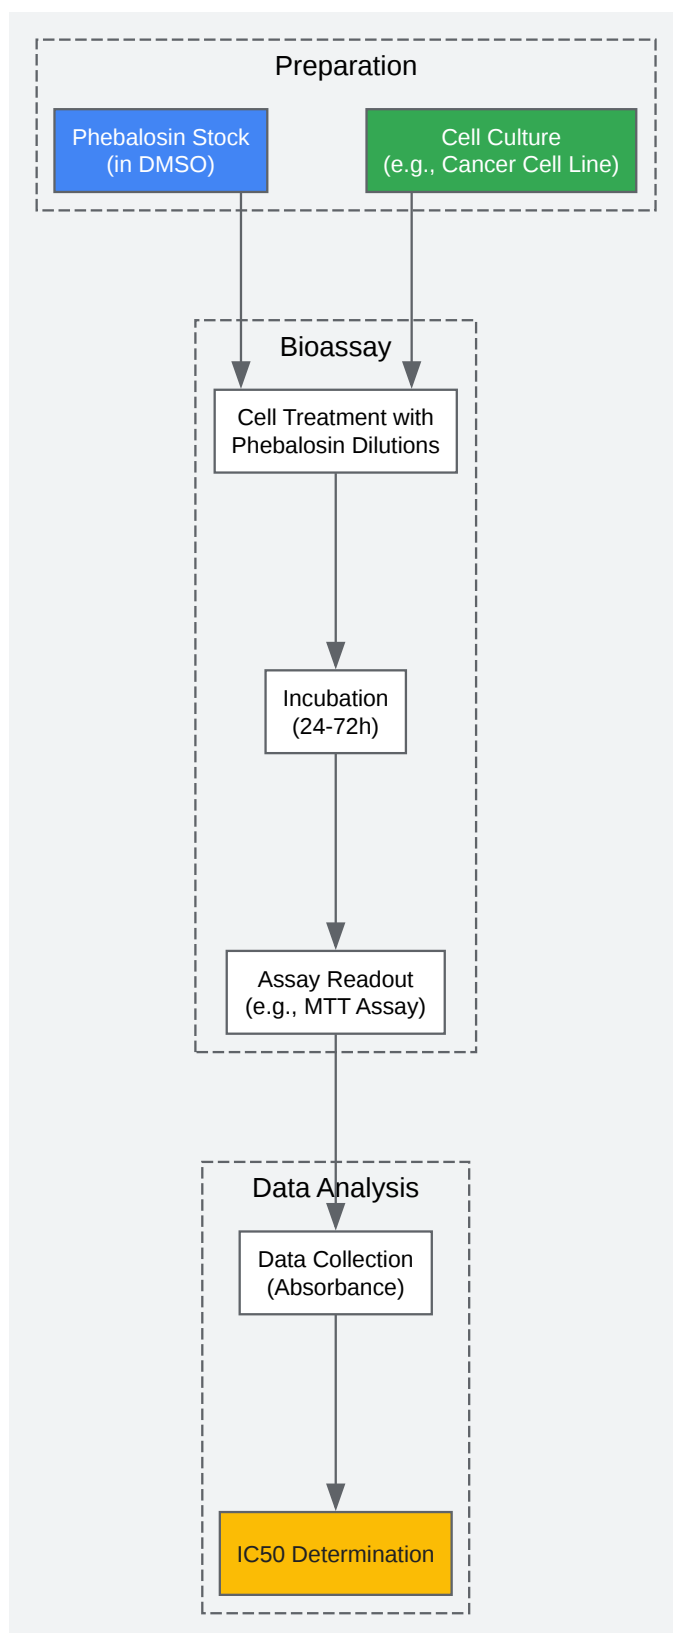 Preparation
Phebalosin Stock
(in DMSO)
Cell Culture
(e.g., Cancer Cell Line)
Bioassay
Cell Treatment with
Phebalosin Dilutions
Incubation
(24-72h)
Assay Readout
(e.g., MTT Assay)
Data Analysis
Data Collection
(Absorbance)
IC50 Determination